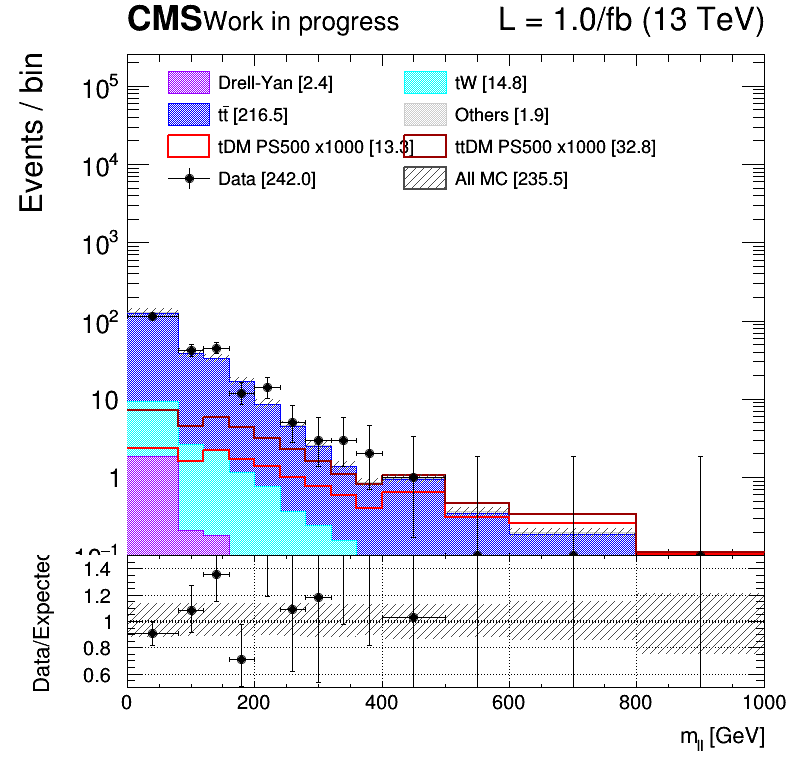 CMS Work in progress L = 1.0/fb (13 TeV)
Events / bin
Drell-Yan [2.4] tW [14.8]
tt̄ [216.5] Others [1.9]
tDM PS500 x1000 [13.3] ttDM PS500 x1000 [32.8]
Data [242.0] All MC [235.5]
10⁵
10⁴
10³
10²
10
1
10⁻¹
Data/Expected
1.4
1.2
1
0.8
0.6
0 200 400 600 800 1000
m_ll [GeV]